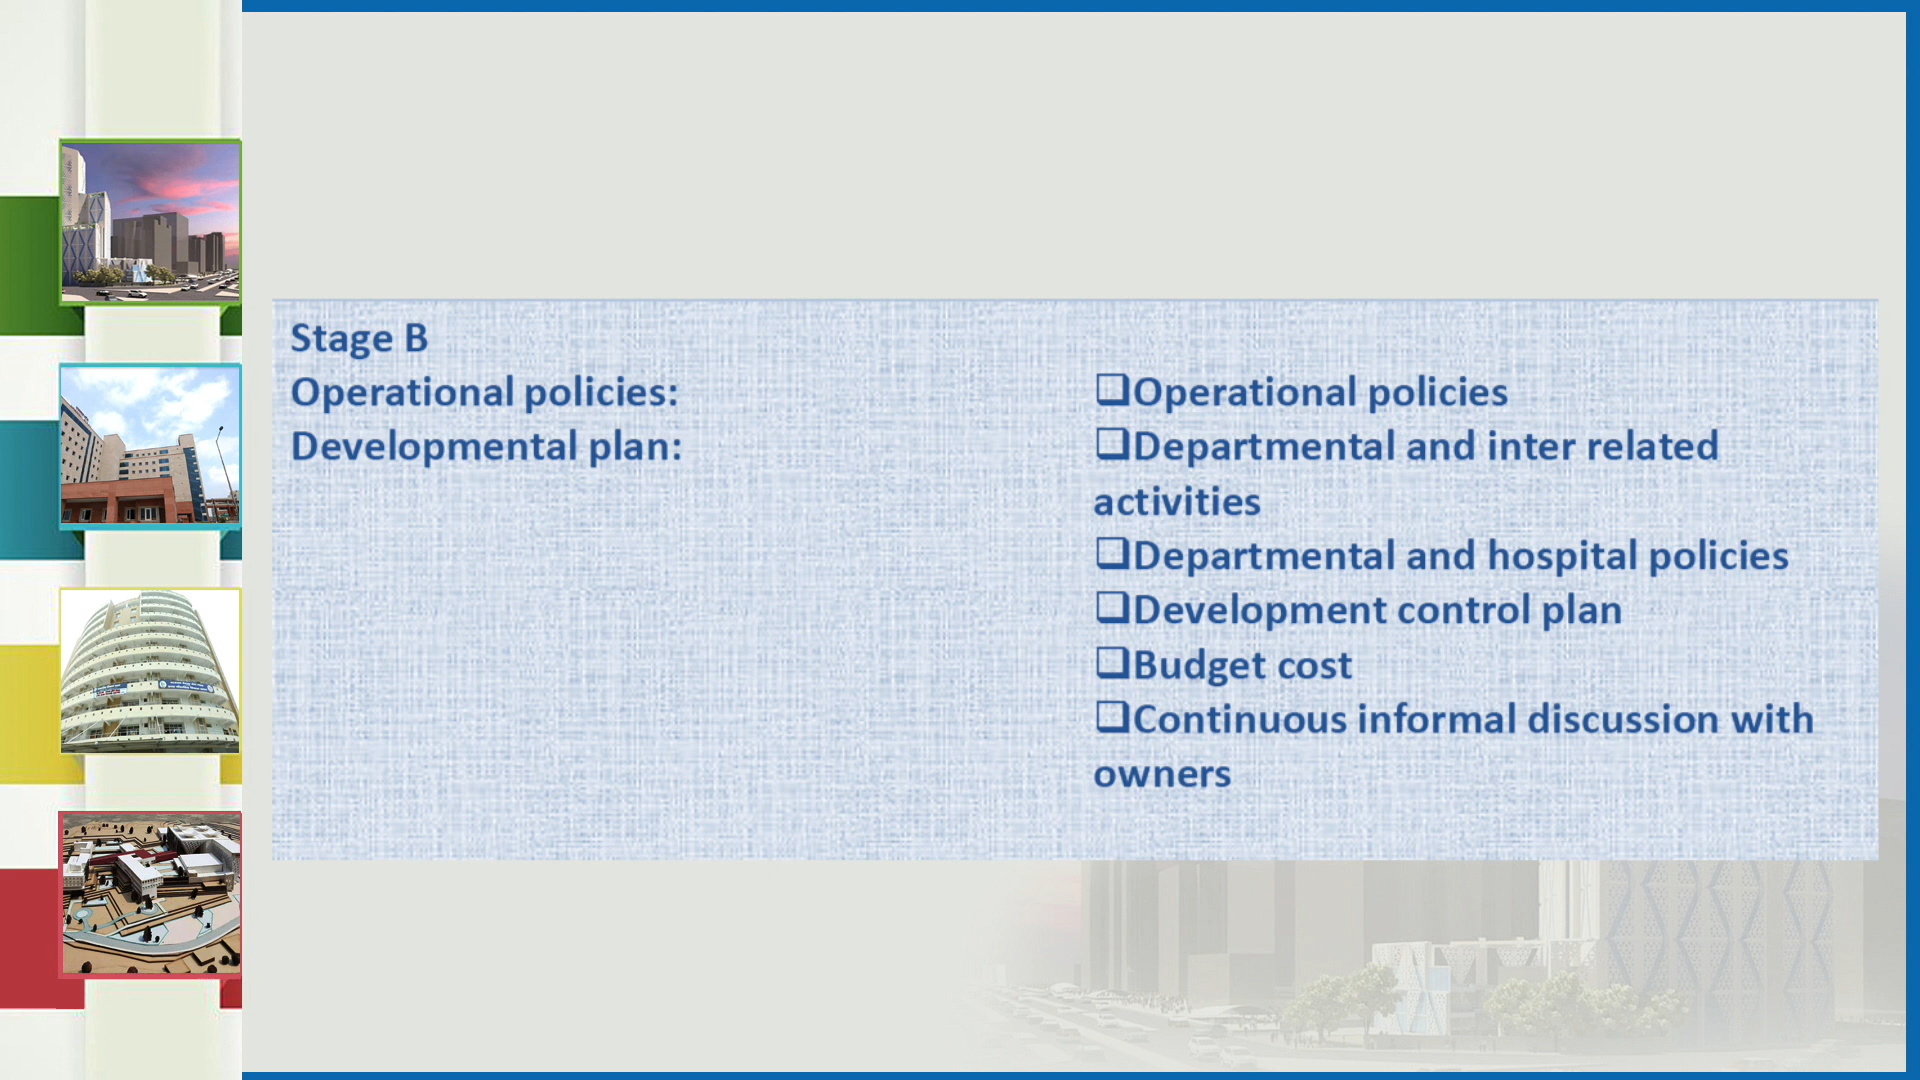 Stage B
Operational policies:
Developmental plan:
❑Operational policies
❑Departmental and inter related
activities
❑Departmental and hospital policies
❑Development control plan
❑Budget cost
❑Continuous informal discussion with
owners